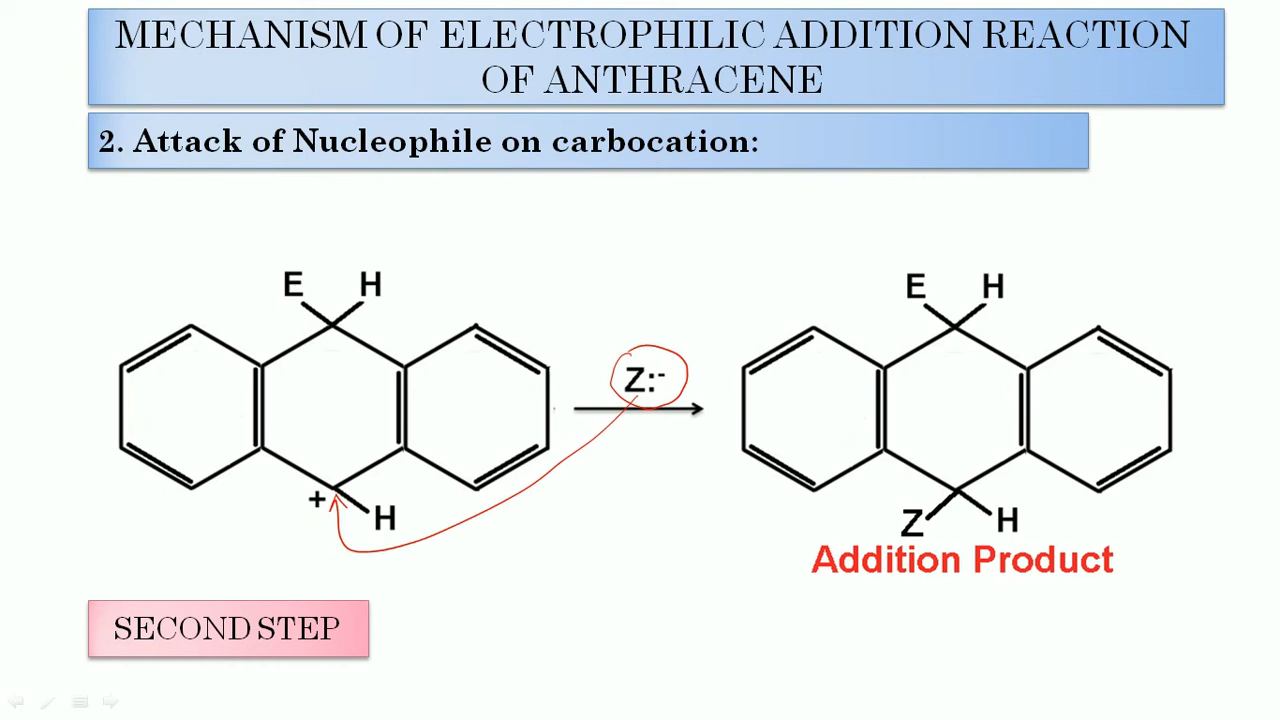 MECHANISM OF ELECTROPHILIC ADDITION REACTION
OF ANTHRACENE
2. Attack of Nucleophile on carbocation:
E H
+
H
Z:-
E H
Z H
Addition Product
SECOND STEP